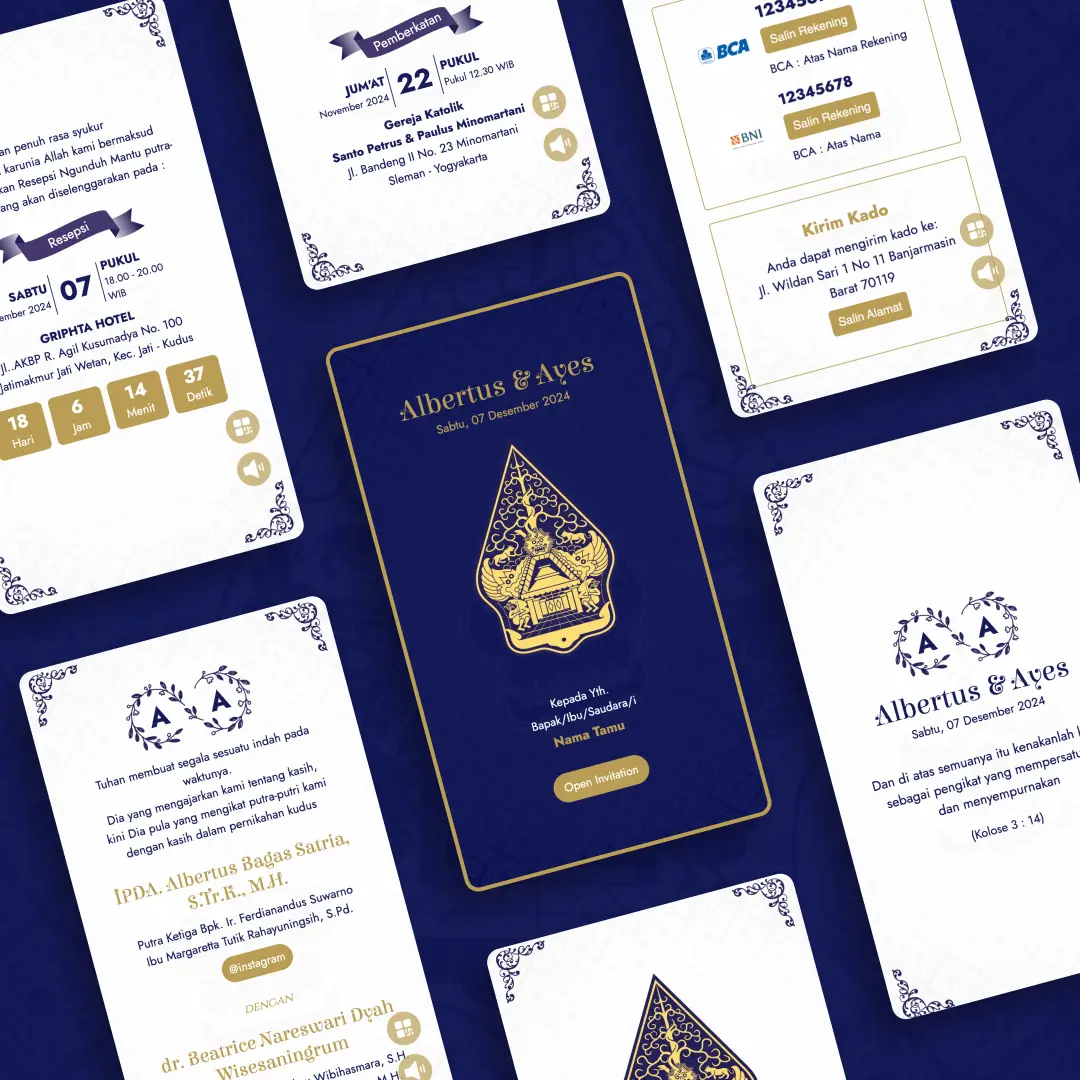 penuh rasa syukur
karunia Allah kami bermaksud
Resepsi Ngunduh Mantu putra-
akan diselenggarakan pada :
Resepsi
SABTU
2024
07
PUKUL
18.00 - 20.00
WIB
GRIPHTA HOTEL
Jl..AKBP R. Agil Kusumadya No. 100
Jatimakmur Jati Wetan, Kec. Jati - Kudus
18
Hari
6
Jam
14
Menit
37
Detik
Pemberkatan
JUM'AT
November 2024
22
PUKUL
Pukul 12.30 WIB
Gereja Katolik
Santo Petrus & Paulus Minomartani
Jl. Bandeng II No. 23 Minomartani
Sleman - Yogyakarta
BCA
Salin Rekening
BCA : Atas Nama Rekening
12345678
BNI
Salin Rekening
BCA : Atas Nama
Kirim Kado
Anda dapat mengirim kado ke:
Jl. Wildan Sari 1 No 11 Banjarmasin
Barat 70119
Salin Alamat
Albertus & Ayes
Sabtu, 07 Desember 2024
Kepada Yth.
Bapak/Ibu/Saudara/i
Nama Tamu
Open Invitation
A A
Albertus & Ayes
Sabtu, 07 Desember 2024
Dan di atas semuanya itu kenakanlah
sebagai pengikat yang
dan menyempurnakan
(Kolose 3 : 14)
A A
Tuhan membuat segala sesuatu indah pada
waktunya.
Dia yang mengajarkan kami tentang kasih,
kini Dia pula yang mengikat putra-putri kami
dengan kasih dalam pernikahan kudus
IPDA. Albertus Bagas Satria,
S.Tr.K., M.H.
Putra Ketiga Bpk. Ir. Ferdianandus Suwarno
Ibu Margaretta Tutik Rahayuningsih, S.Pd.
@instagram
DENGAN
dr. Beatrice Nareswari Dyah
Wisesaningrum
Wibihasmara, S.H.